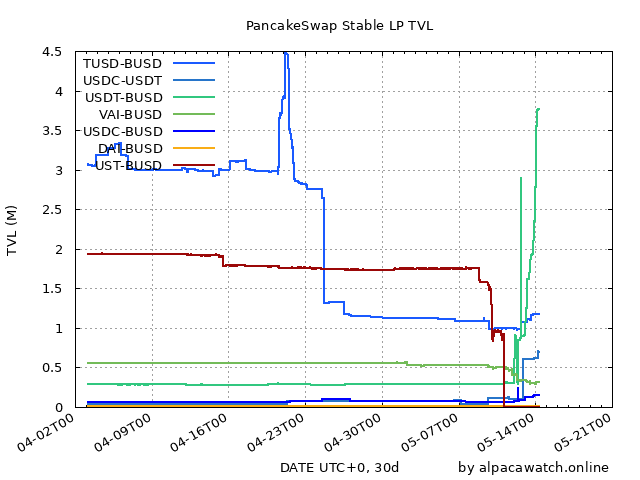 PancakeSwap Stable LP TVL
TVL (M)
4.5
4
3.5
3
2.5
2
1.5
1
0.5
0
TUSD-BUSD
USDC-USDT
USDT-BUSD
VAI-BUSD
USDC-BUSD
DAI-BUSD
UST-BUSD
04-02T00
04-09T00
04-16T00
04-23T00
04-30T00
05-07T00
05-14T00
05-21T00
DATE UTC+0, 30d
by alpacawatch.online